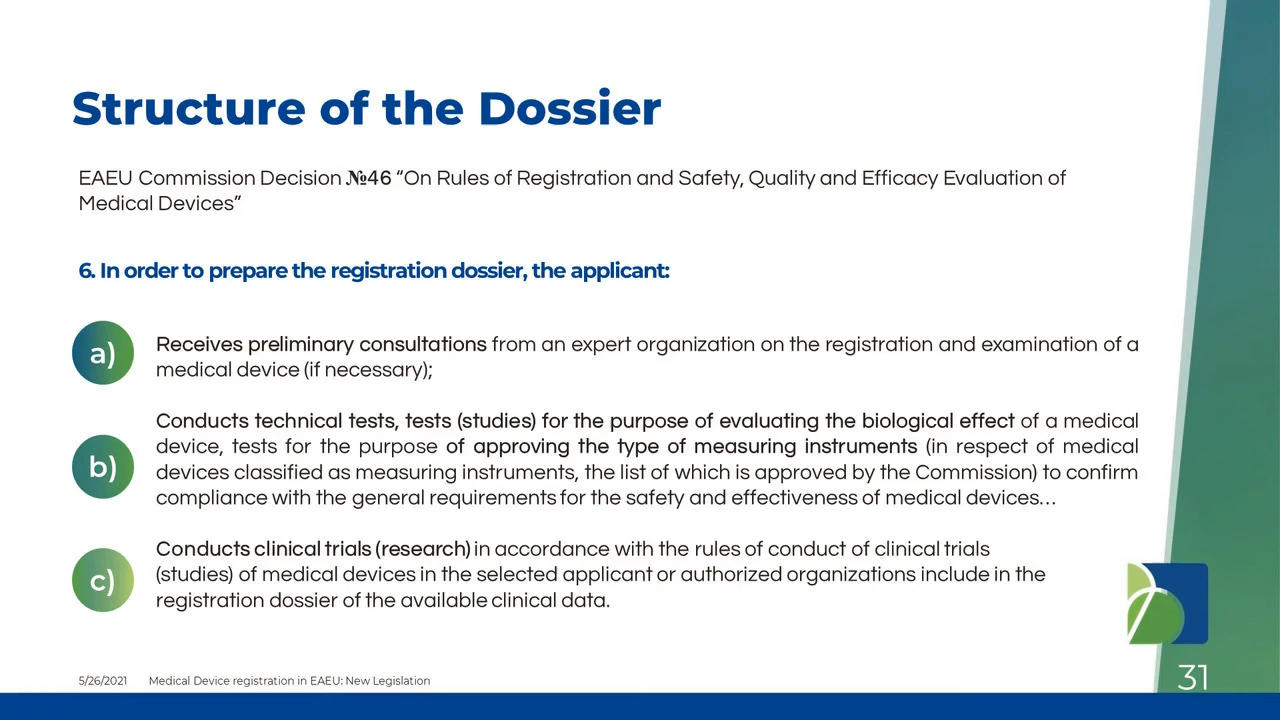 Structure of the Dossier
EAEU Commission Decision №46 “On Rules of Registration and Safety, Quality and Efficacy Evaluation of
Medical Devices”
6. In order to prepare the registration dossier, the applicant:
a)
Receives preliminary consultations from an expert organization on the registration and examination of a
medical device (if necessary);
b)
Conducts technical tests, tests (studies) for the purpose of evaluating the biological effect of a medical
device, tests for the purpose of approving the type of measuring instruments (in respect of medical
devices classified as measuring instruments, the list of which is approved by the Commission) to confirm
compliance with the general requirements for the safety and effectiveness of medical devices…
c)
Conducts clinical trials (research) in accordance with the rules of conduct of clinical trials
(studies) of medical devices in the selected applicant or authorized organizations include in the
registration dossier of the available clinical data.
5/26/2021 Medical Device registration in EAEU: New Legislation
31